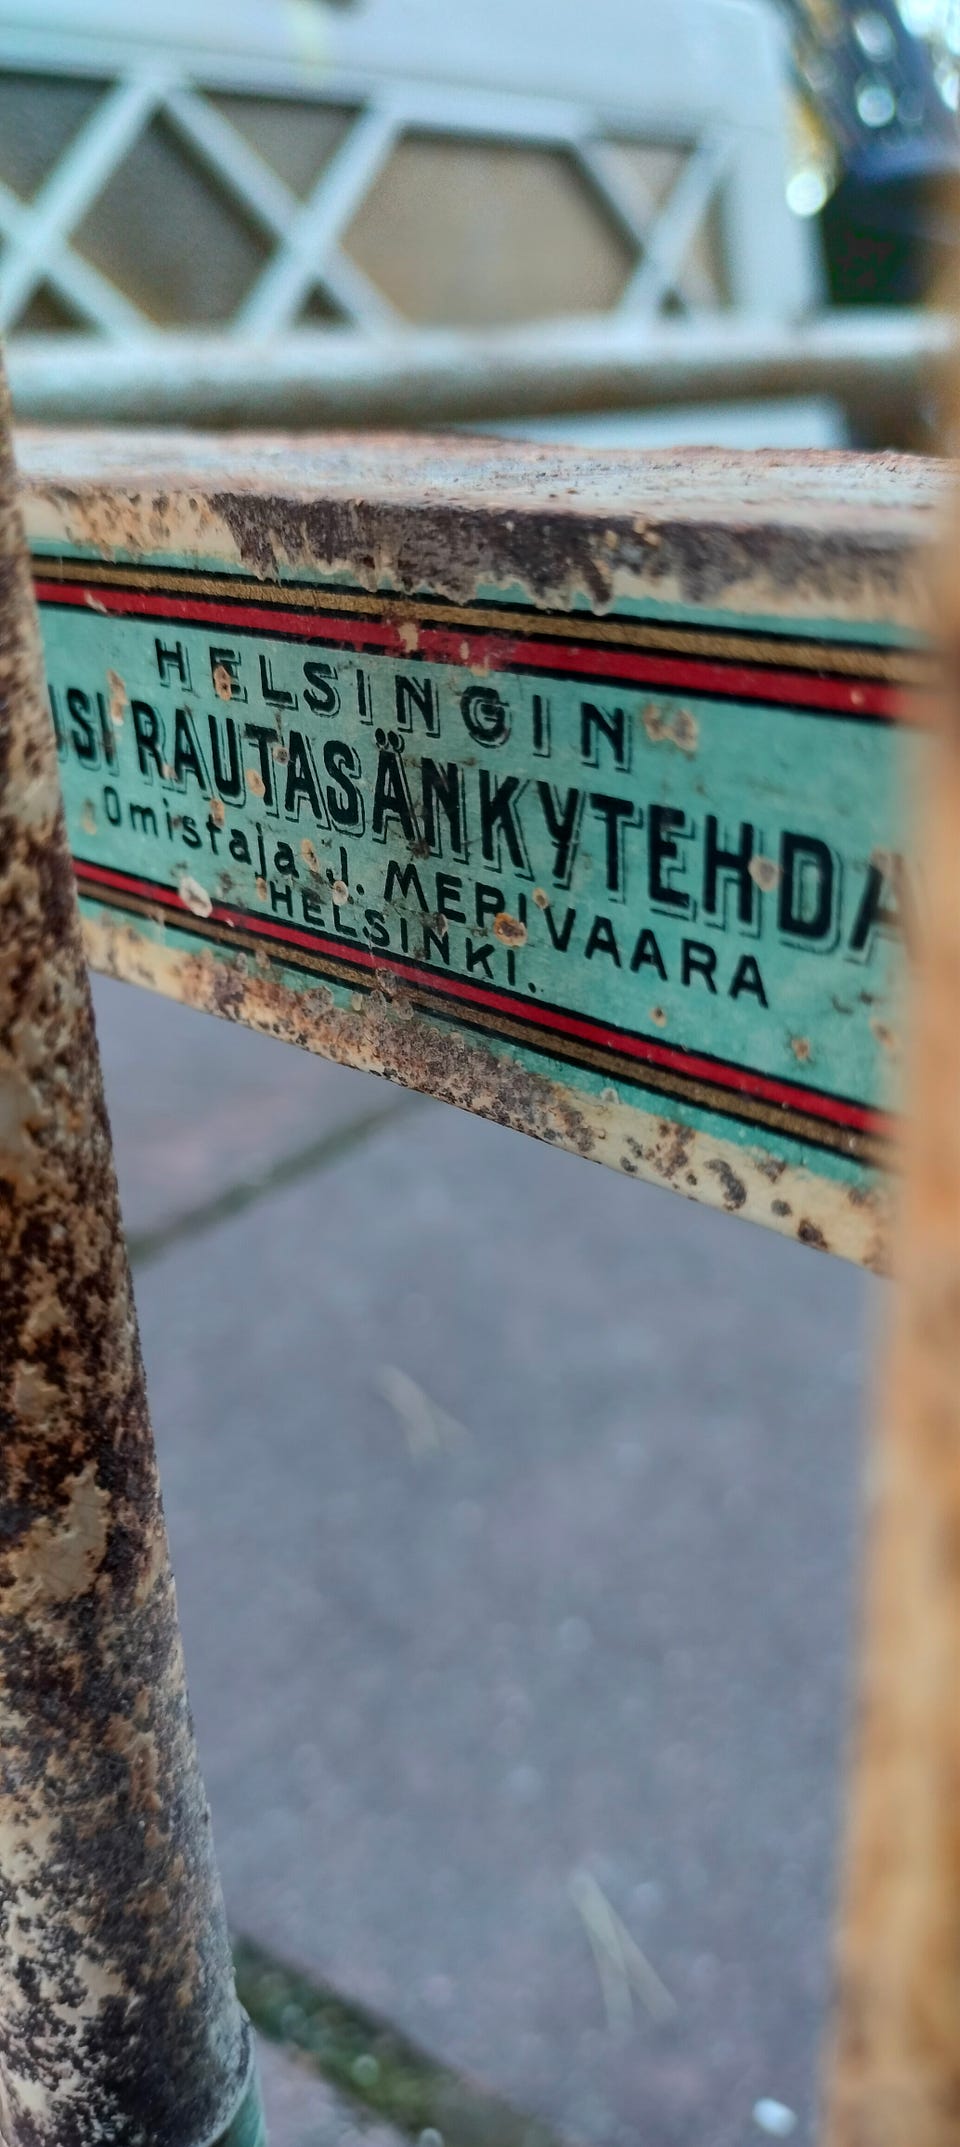 HELSINGIN
RAUTASÄNKYTEHDA
Omistaja J. MERIVAARA
HELSINKI.